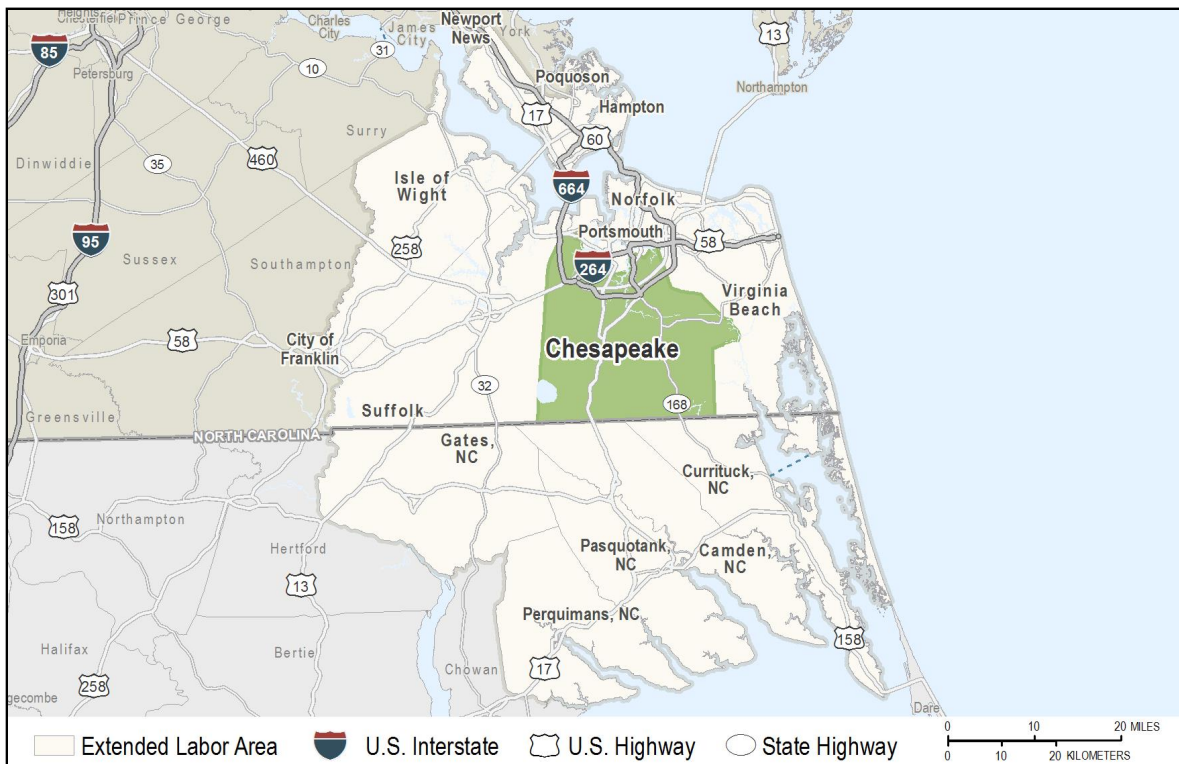 Prince George
Charles
City
James
City
York
Newport
News
13
85
31
Petersburg
10
Poquoson
Northampton
17
Hampton
Surry
60
Dinwiddie
35
460
Isle of
Wight
664
Norfolk
95
258
Portsmouth
58
Sussex
Southampton
264
301
Virginia
Beach
Emporia
58
City of
Franklin
Chesapeake
32
168
Greensville
Suffolk
NORTH CAROLINA
Gates,
NC
Currituck,
NC
158
Northampton
Hertford
Pasquotank,
NC
Camden,
NC
13
Perquimans, NC
158
Halifax
Bertie
Chowan
17
258
gecombe
Dare
Extended Labor Area
U.S. Interstate
U.S. Highway
State Highway
0 10 20 MILES
0 10 20 KILOMETERS